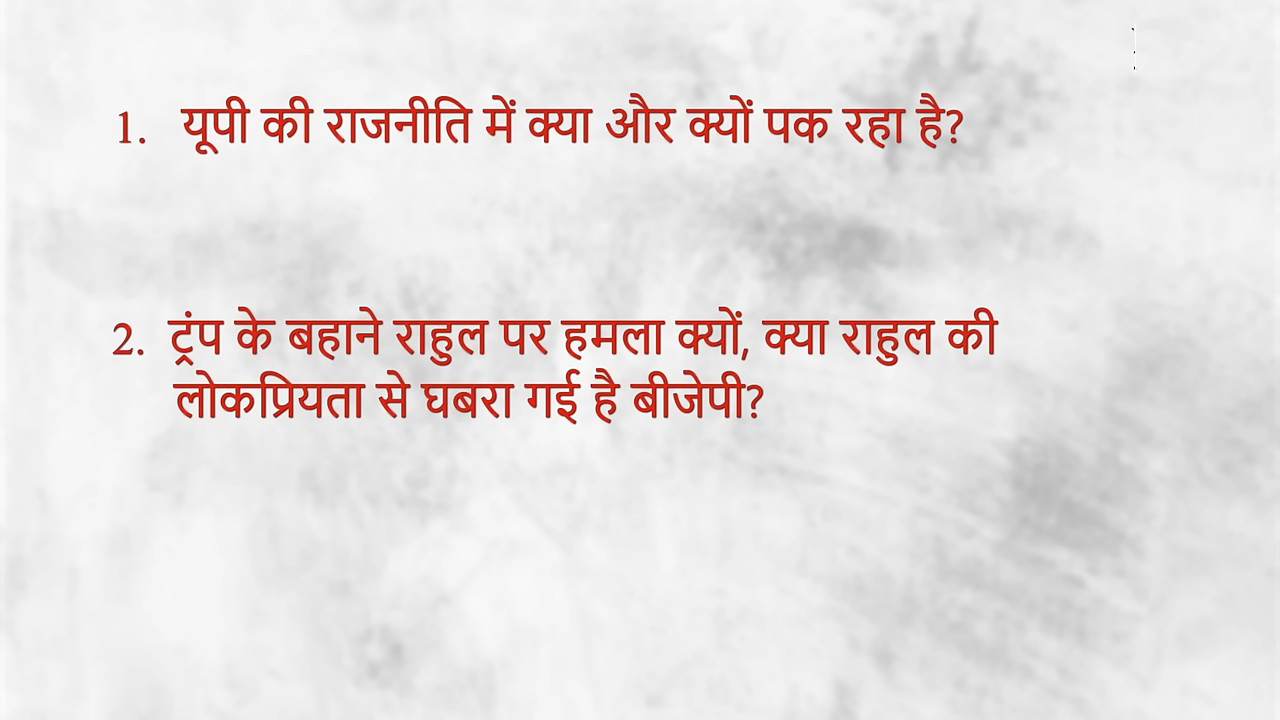 1. यूपी की राजनीति में क्या और क्यों पक रहा है?
2. ट्रंप के बहाने राहुल पर हमला क्यों, क्या राहुल की
लोकप्रियता से घबरा गई है बीजेपी?